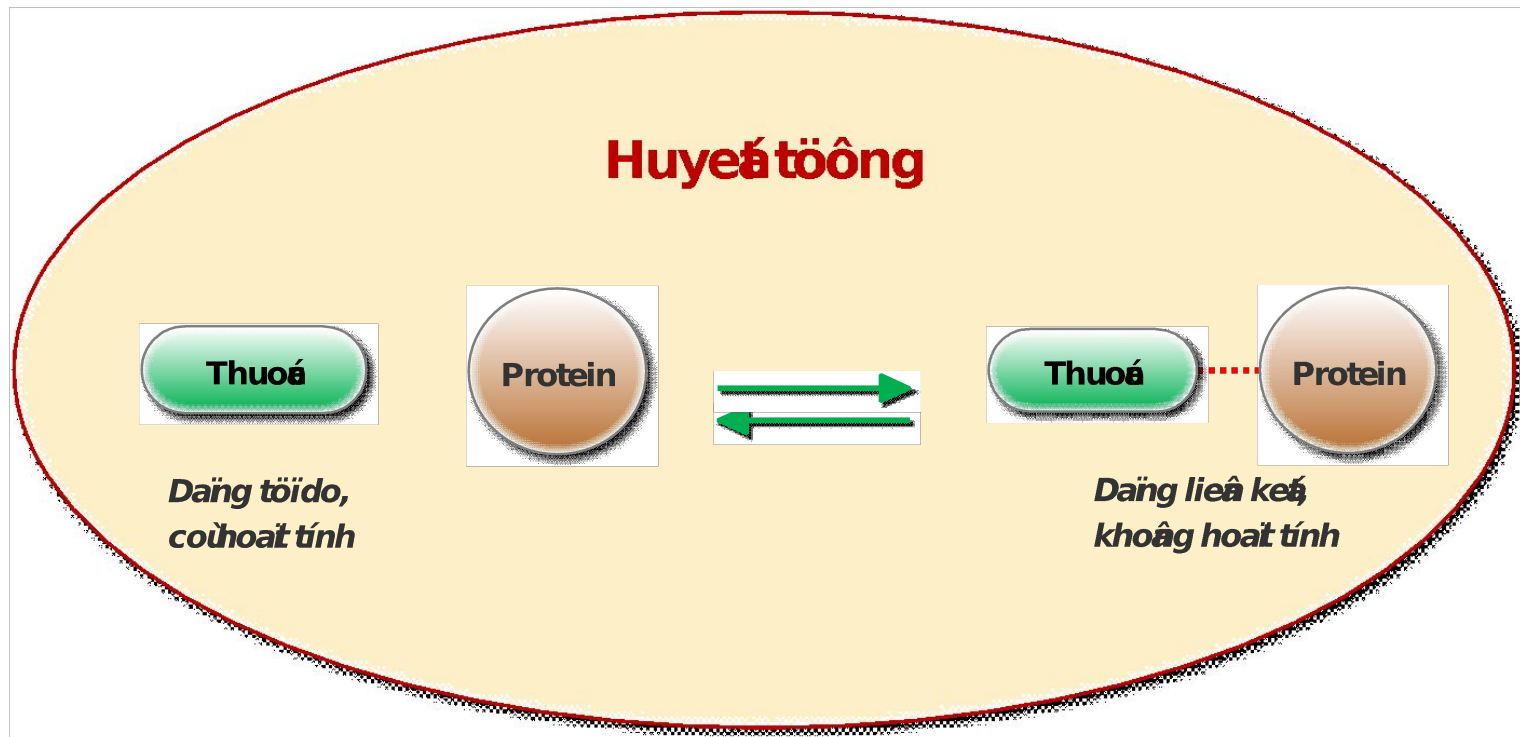 Huyeát töông
Thuoác
Protein
Thuoác
Protein
Daïng töï do,
coù hoaït tính
Daïng lieân keát,
khoâng hoaït tính